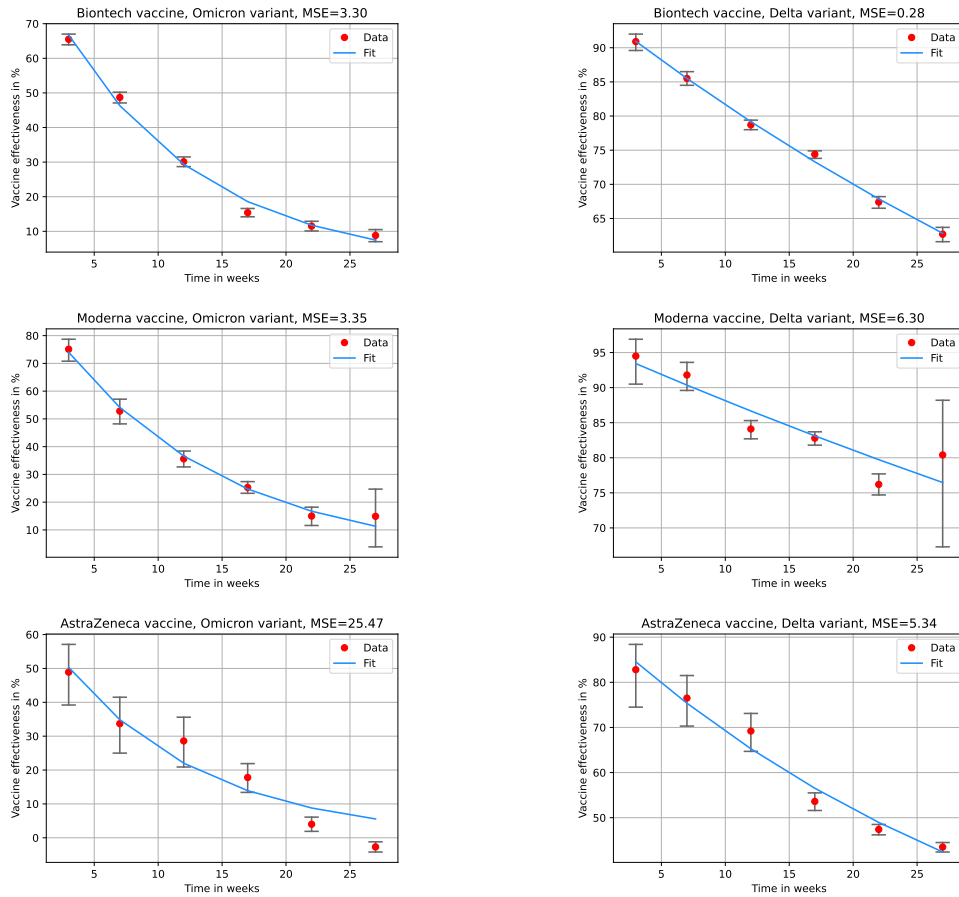 Biontech vaccine, Omicron variant, MSE=3.30
Vaccine effectiveness in %
70
60
50
40
30
20
10
5 10 15 20 25
Time in weeks
Data
Fit
Biontech vaccine, Delta variant, MSE=0.28
Vaccine effectiveness in %
90
85
80
75
70
65
5 10 15 20 25
Time in weeks
Data
Fit
Moderna vaccine, Omicron variant, MSE=3.35
Vaccine effectiveness in %
80
70
60
50
40
30
20
10
5 10 15 20 25
Time in weeks
Data
Fit
Moderna vaccine, Delta variant, MSE=6.30
Vaccine effectiveness in %
95
90
85
80
75
70
5 10 15 20 25
Time in weeks
Data
Fit
AstraZeneca vaccine, Omicron variant, MSE=25.47
Vaccine effectiveness in %
60
50
40
30
20
10
0
5 10 15 20 25
Time in weeks
Data
Fit
AstraZeneca vaccine, Delta variant, MSE=5.34
Vaccine effectiveness in %
90
80
70
60
50
5 10 15 20 25
Time in weeks
Data
Fit